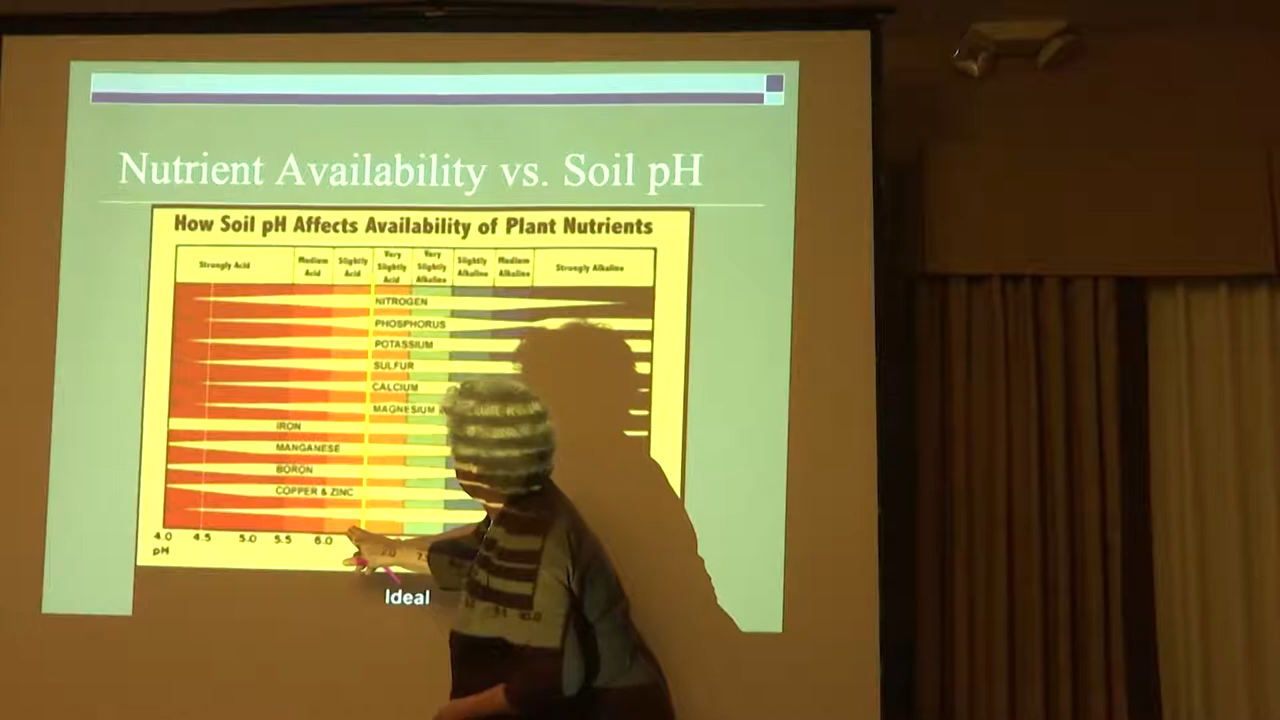 Nutrient Availability vs. Soil pH
How Soil pH Affects Availability of Plant Nutrients
Strongly Acid
Medium Acid
Slightly Acid
Very Slightly Acid
Very Slightly Alkaline
Slightly Alkaline
Medium Alkaline
Strongly Alkaline
NITROGEN
PHOSPHORUS
POTASSIUM
SULFUR
CALCIUM
MAGNESIUM
IRON
MANGANESE
BORON
COPPER & ZINC
4.0 4.5 5.0 5.5 6.0
pH
Ideal